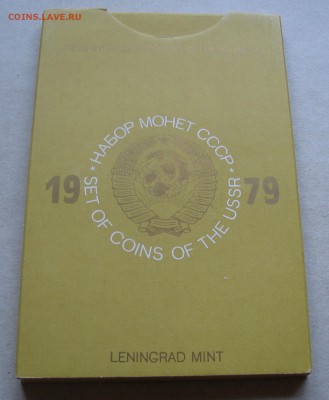 COINS.LAVE.RU
19 79
* НАБОР МОНЕТ СССР *
SET OF COINS OF THE USSR
LENINGRAD MINT